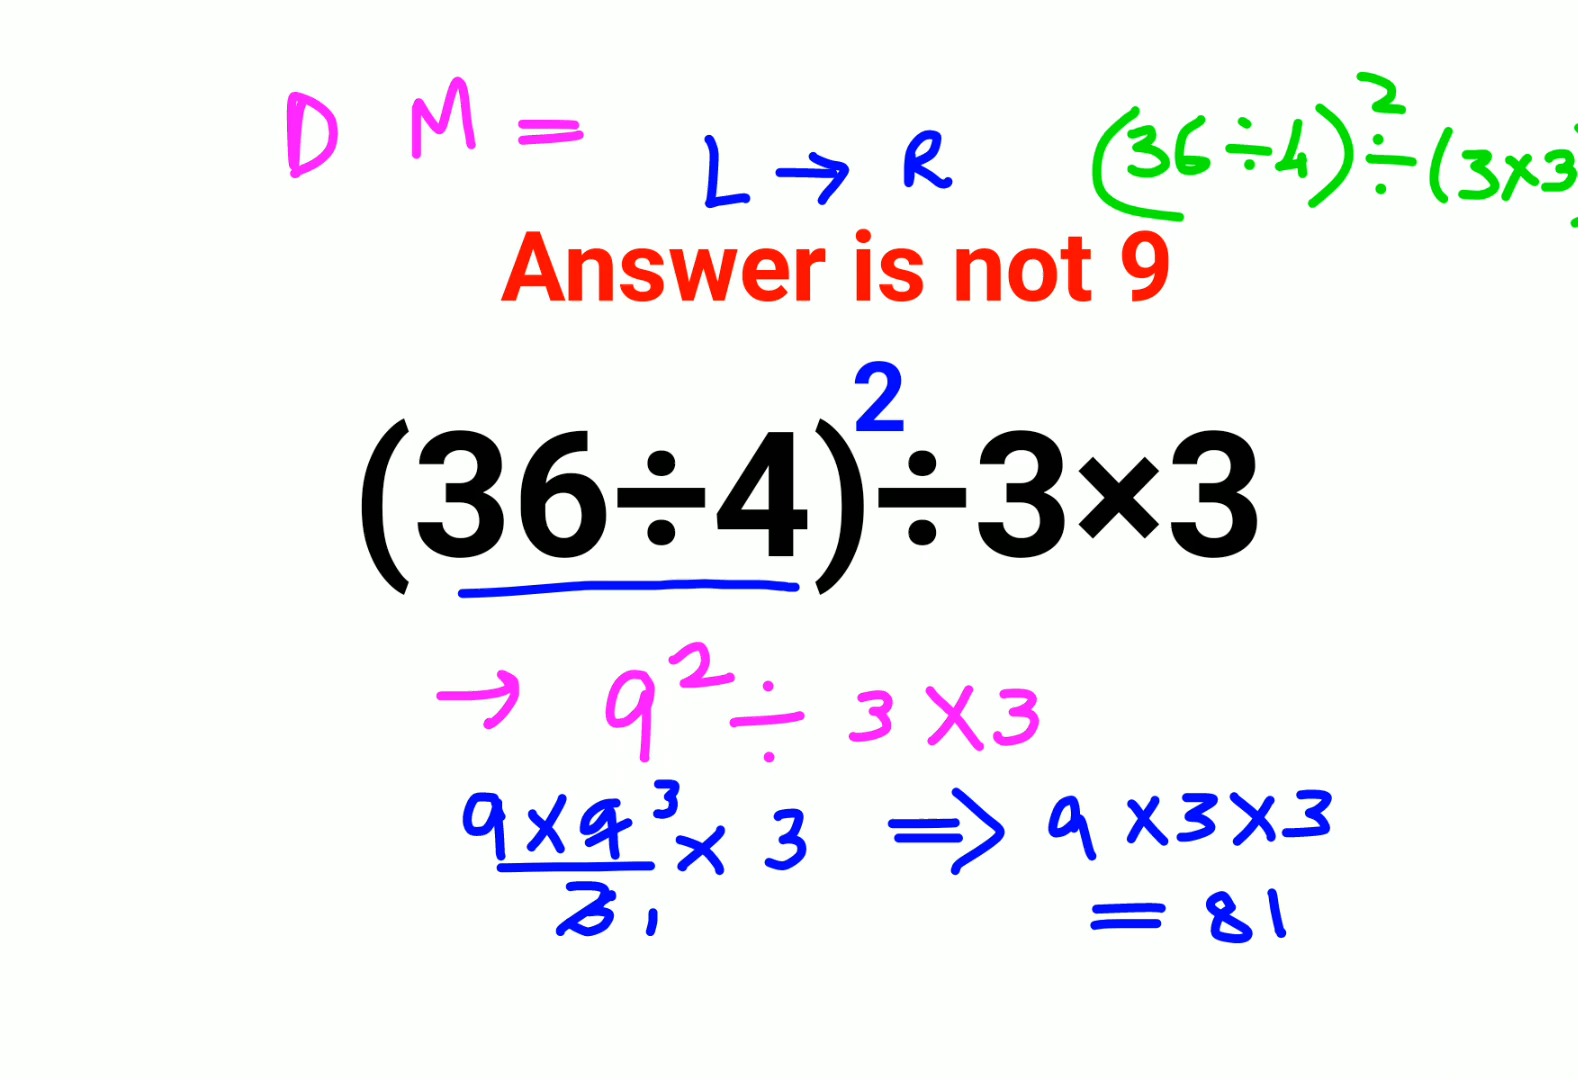 D M =
L → R
(36÷4)² ÷ (3×3)
Answer is not 9
(36÷4)²÷3×3
→ 9² ÷ 3 × 3
9×9³/3₁ × 3 ⇒ 9 × 3 × 3
= 81